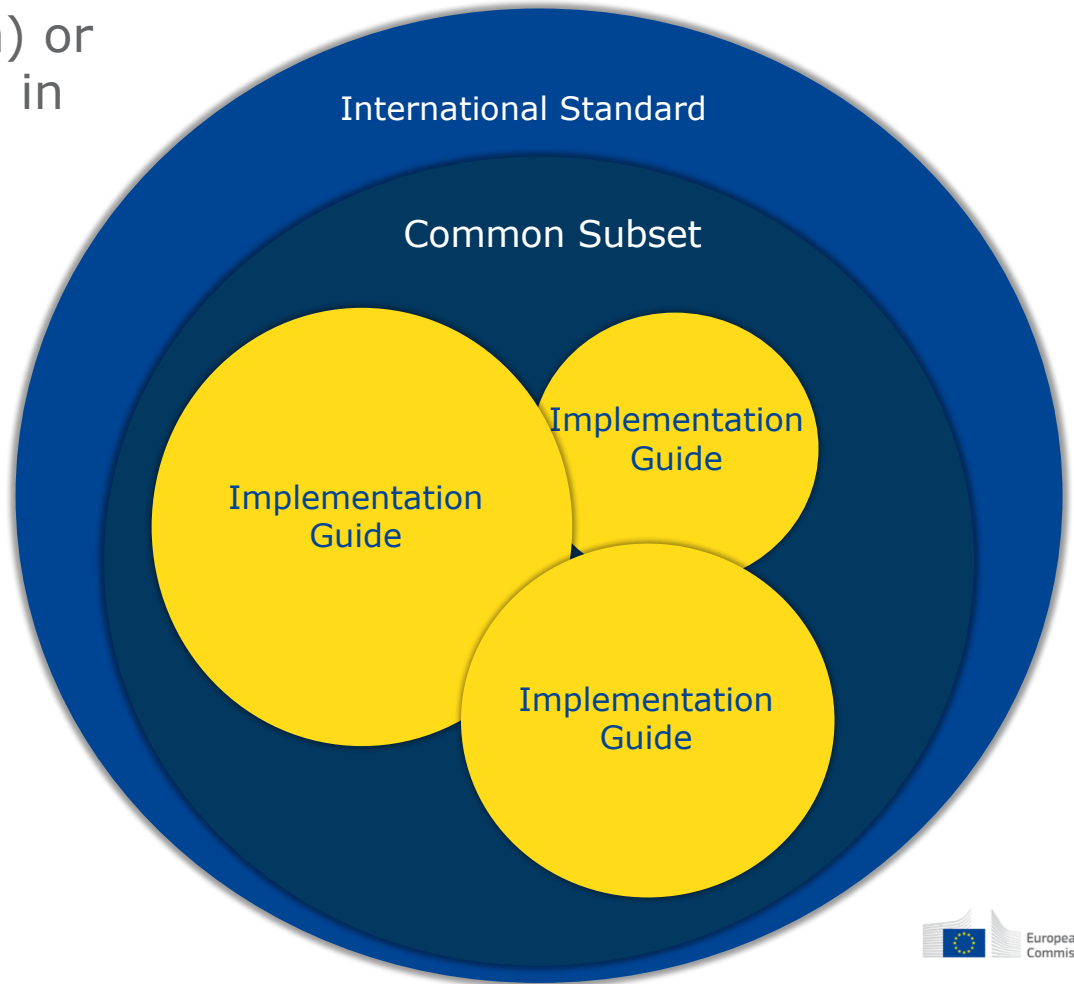 ) or
in
International Standard
Common Subset
Implementation
Guide
Implementation
Guide
Implementation
Guide